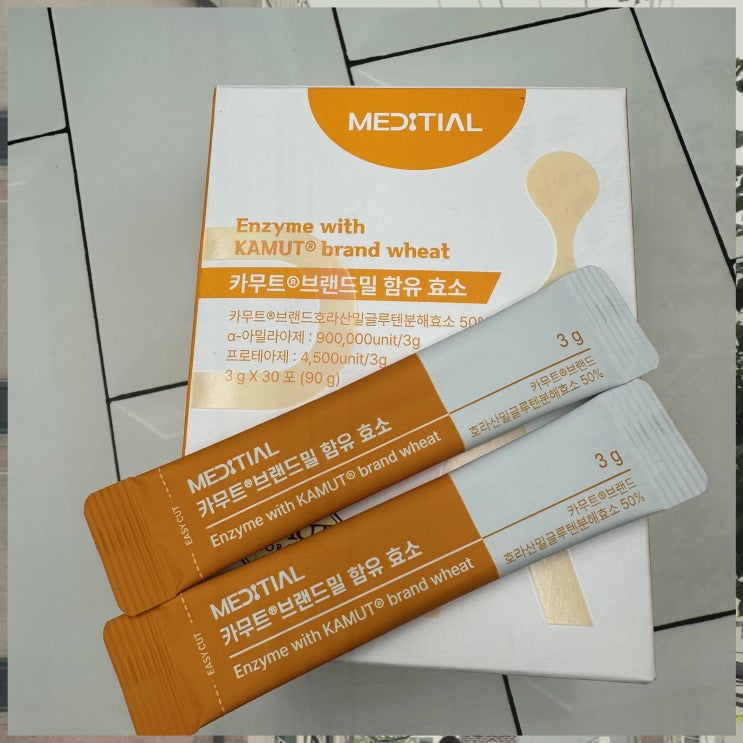 MEDITIAL
Enzyme with
KAMUT® brand wheat
카무트®브랜드밀 함유 효소
카무트®브랜드호라산밀글루텐분해효소 50%
α-아밀라아제 : 900,000unit/3g
프로테아제 : 4,500unit/3g
3 g X 30 포 (90 g)
EASY CUT
MEDITIAL
카무트®브랜드밀 함유 효소
Enzyme with KAMUT® brand wheat
3 g
카무트®브랜드
호라산밀글루텐분해효소 50%
EASY CUT
MEDITIAL
카무트®브랜드밀 함유 효소
Enzyme with KAMUT® brand wheat
3 g
카무트®브랜드
호라산밀글루텐분해효소 50%